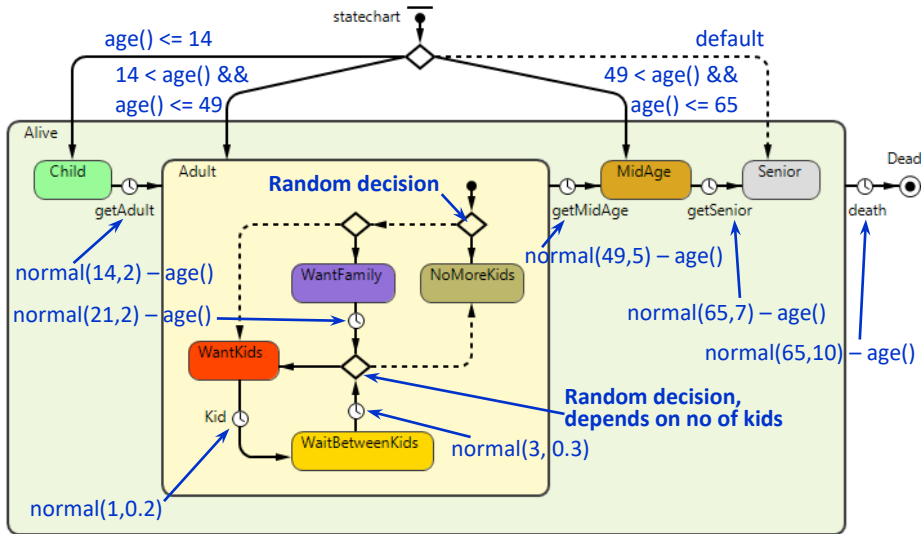 statechart
age() <= 14
default
14 < age() &&
age() <= 49
49 < age() &&
age() <= 65
Alive
Child
Adult
MidAge
Senior
Dead
Random decision
getAdult
getMidAge
getSenior
death
normal(14,2) – age()
normal(49,5) – age()
WantFamily
NoMoreKids
normal(21,2) – age()
normal(65,7) – age()
WantKids
normal(65,10) – age()
Random decision,
depends on no of kids
Kid
WaitBetweenKids
normal(3, 0.3)
normal(1,0.2)